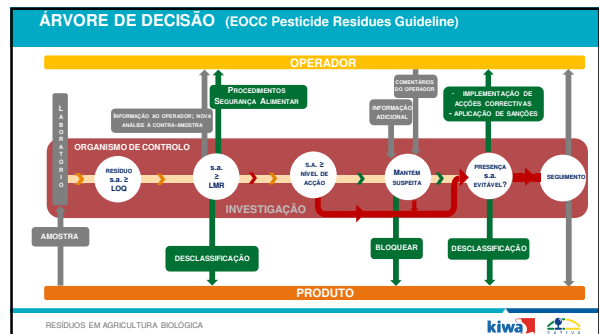 ÁRVORE DE DECISÃO (EOCC Pesticide Residues Guideline)
OPERADOR
LABORATÓRIO
INFORMAÇÃO AO OPERADOR; NOVA
ANÁLISE À CONTRA-AMOSTRA
PROCEDIMENTOS
SEGURANÇA ALIMENTAR
COMENTÁRIOS
DO OPERADOR
INFORMAÇÃO
ADICIONAL
- IMPLEMENTAÇÃO DE
ACÇÕES CORRECTIVAS
- APLICAÇÃO DE SANÇÕES
ORGANISMO DE CONTROLO
RESÍDUO
s.a. ≥
LOQ
s.a.
≥
LMR
S.A. ≥
NÍVEL DE
ACÇÃO
MANTÉM
SUSPEITA
PRESENÇA
s.a.
EVITÁVEL?
SEGUIMENTO
INVESTIGAÇÃO
AMOSTRA
DESCLASSIFICAÇÃO
BLOQUEAR
DESCLASSIFICAÇÃO
PRODUTO
RESÍDUOS EM AGRICULTURA BIOLÓGICA
kiwa
SATIVA